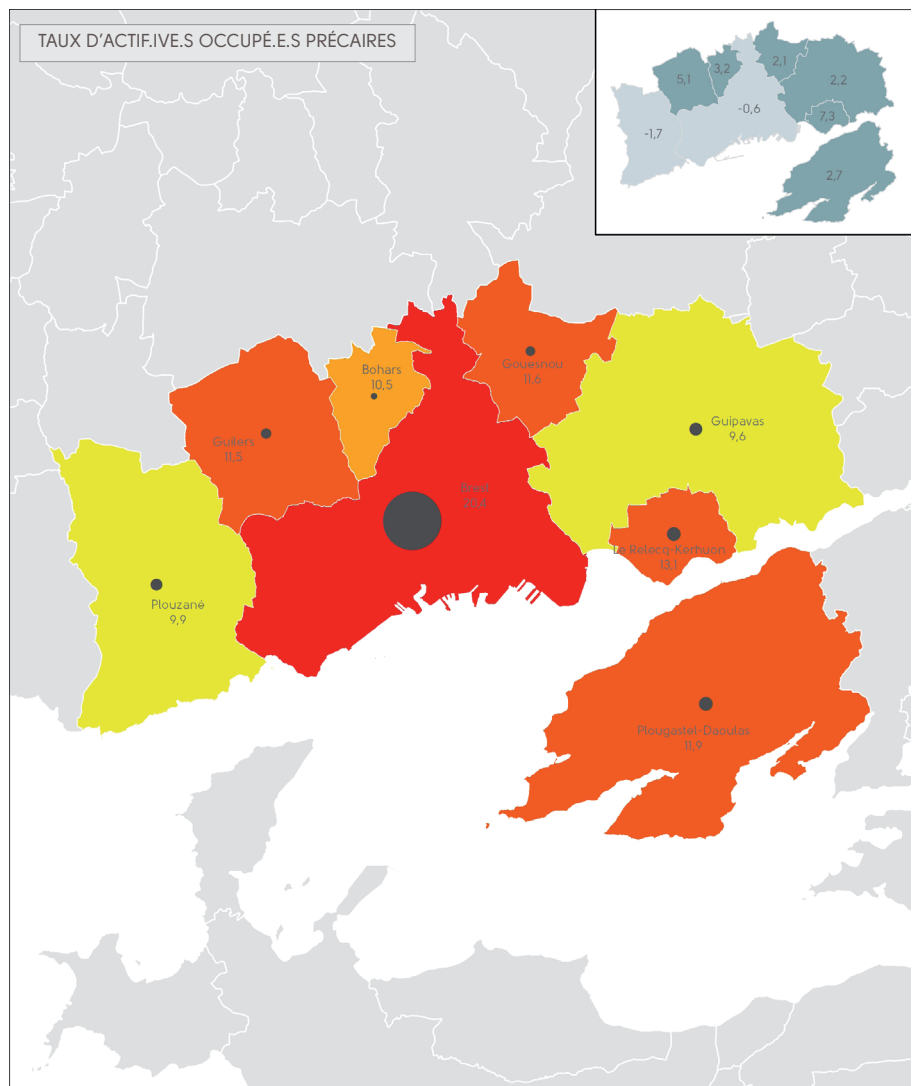 TAUX D'ACTIF.IVE.S OCCUPÉ.E.S PRÉCAIRES
5,1
3,2
2,1
2,2
-0,6
7,3
-1,7
2,7
Gouesnou
11,6
Bohars
10,5
Guipavas
9,6
Guilers
11,5
Le Relecq-Kerhuon
13,1
Plouzané
9,9
Plougastel-Daoulas
11,9